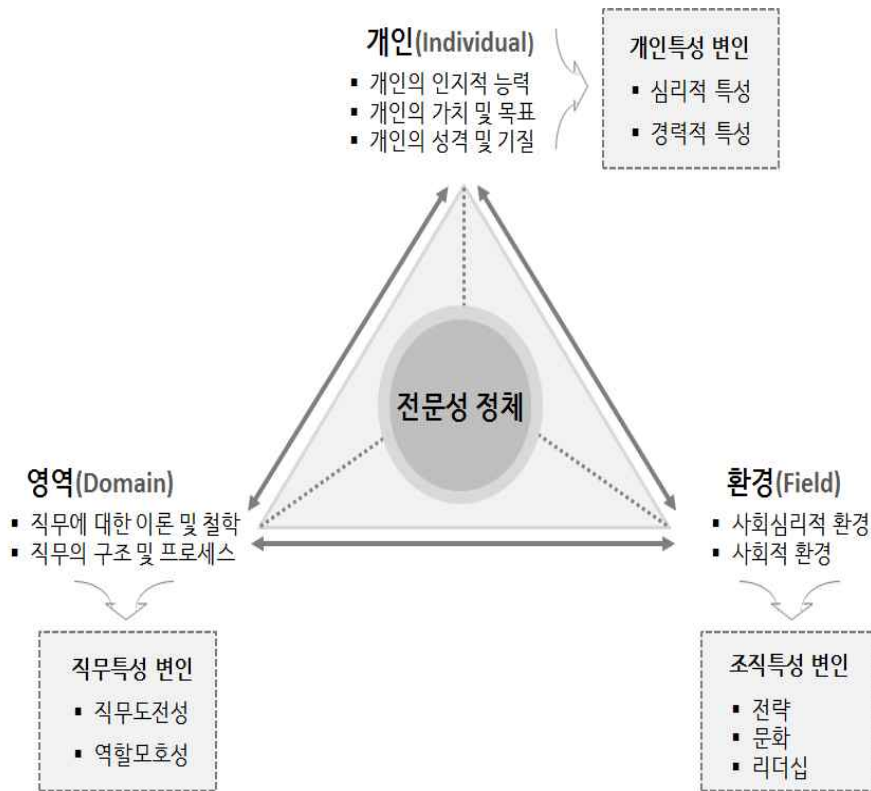 개인(Individual)
▪ 개인의 인지적 능력
▪ 개인의 가치 및 목표
▪ 개인의 성격 및 기질
개인특성 변인
▪ 심리적 특성
▪ 경력적 특성
전문성 정체
영역(Domain)
▪ 직무에 대한 이론 및 철학
▪ 직무의 구조 및 프로세스
환경(Field)
▪ 사회심리적 환경
▪ 사회적 환경
직무특성 변인
▪ 직무도전성
▪ 역할모호성
조직특성 변인
▪ 전략
▪ 문화
▪ 리더십